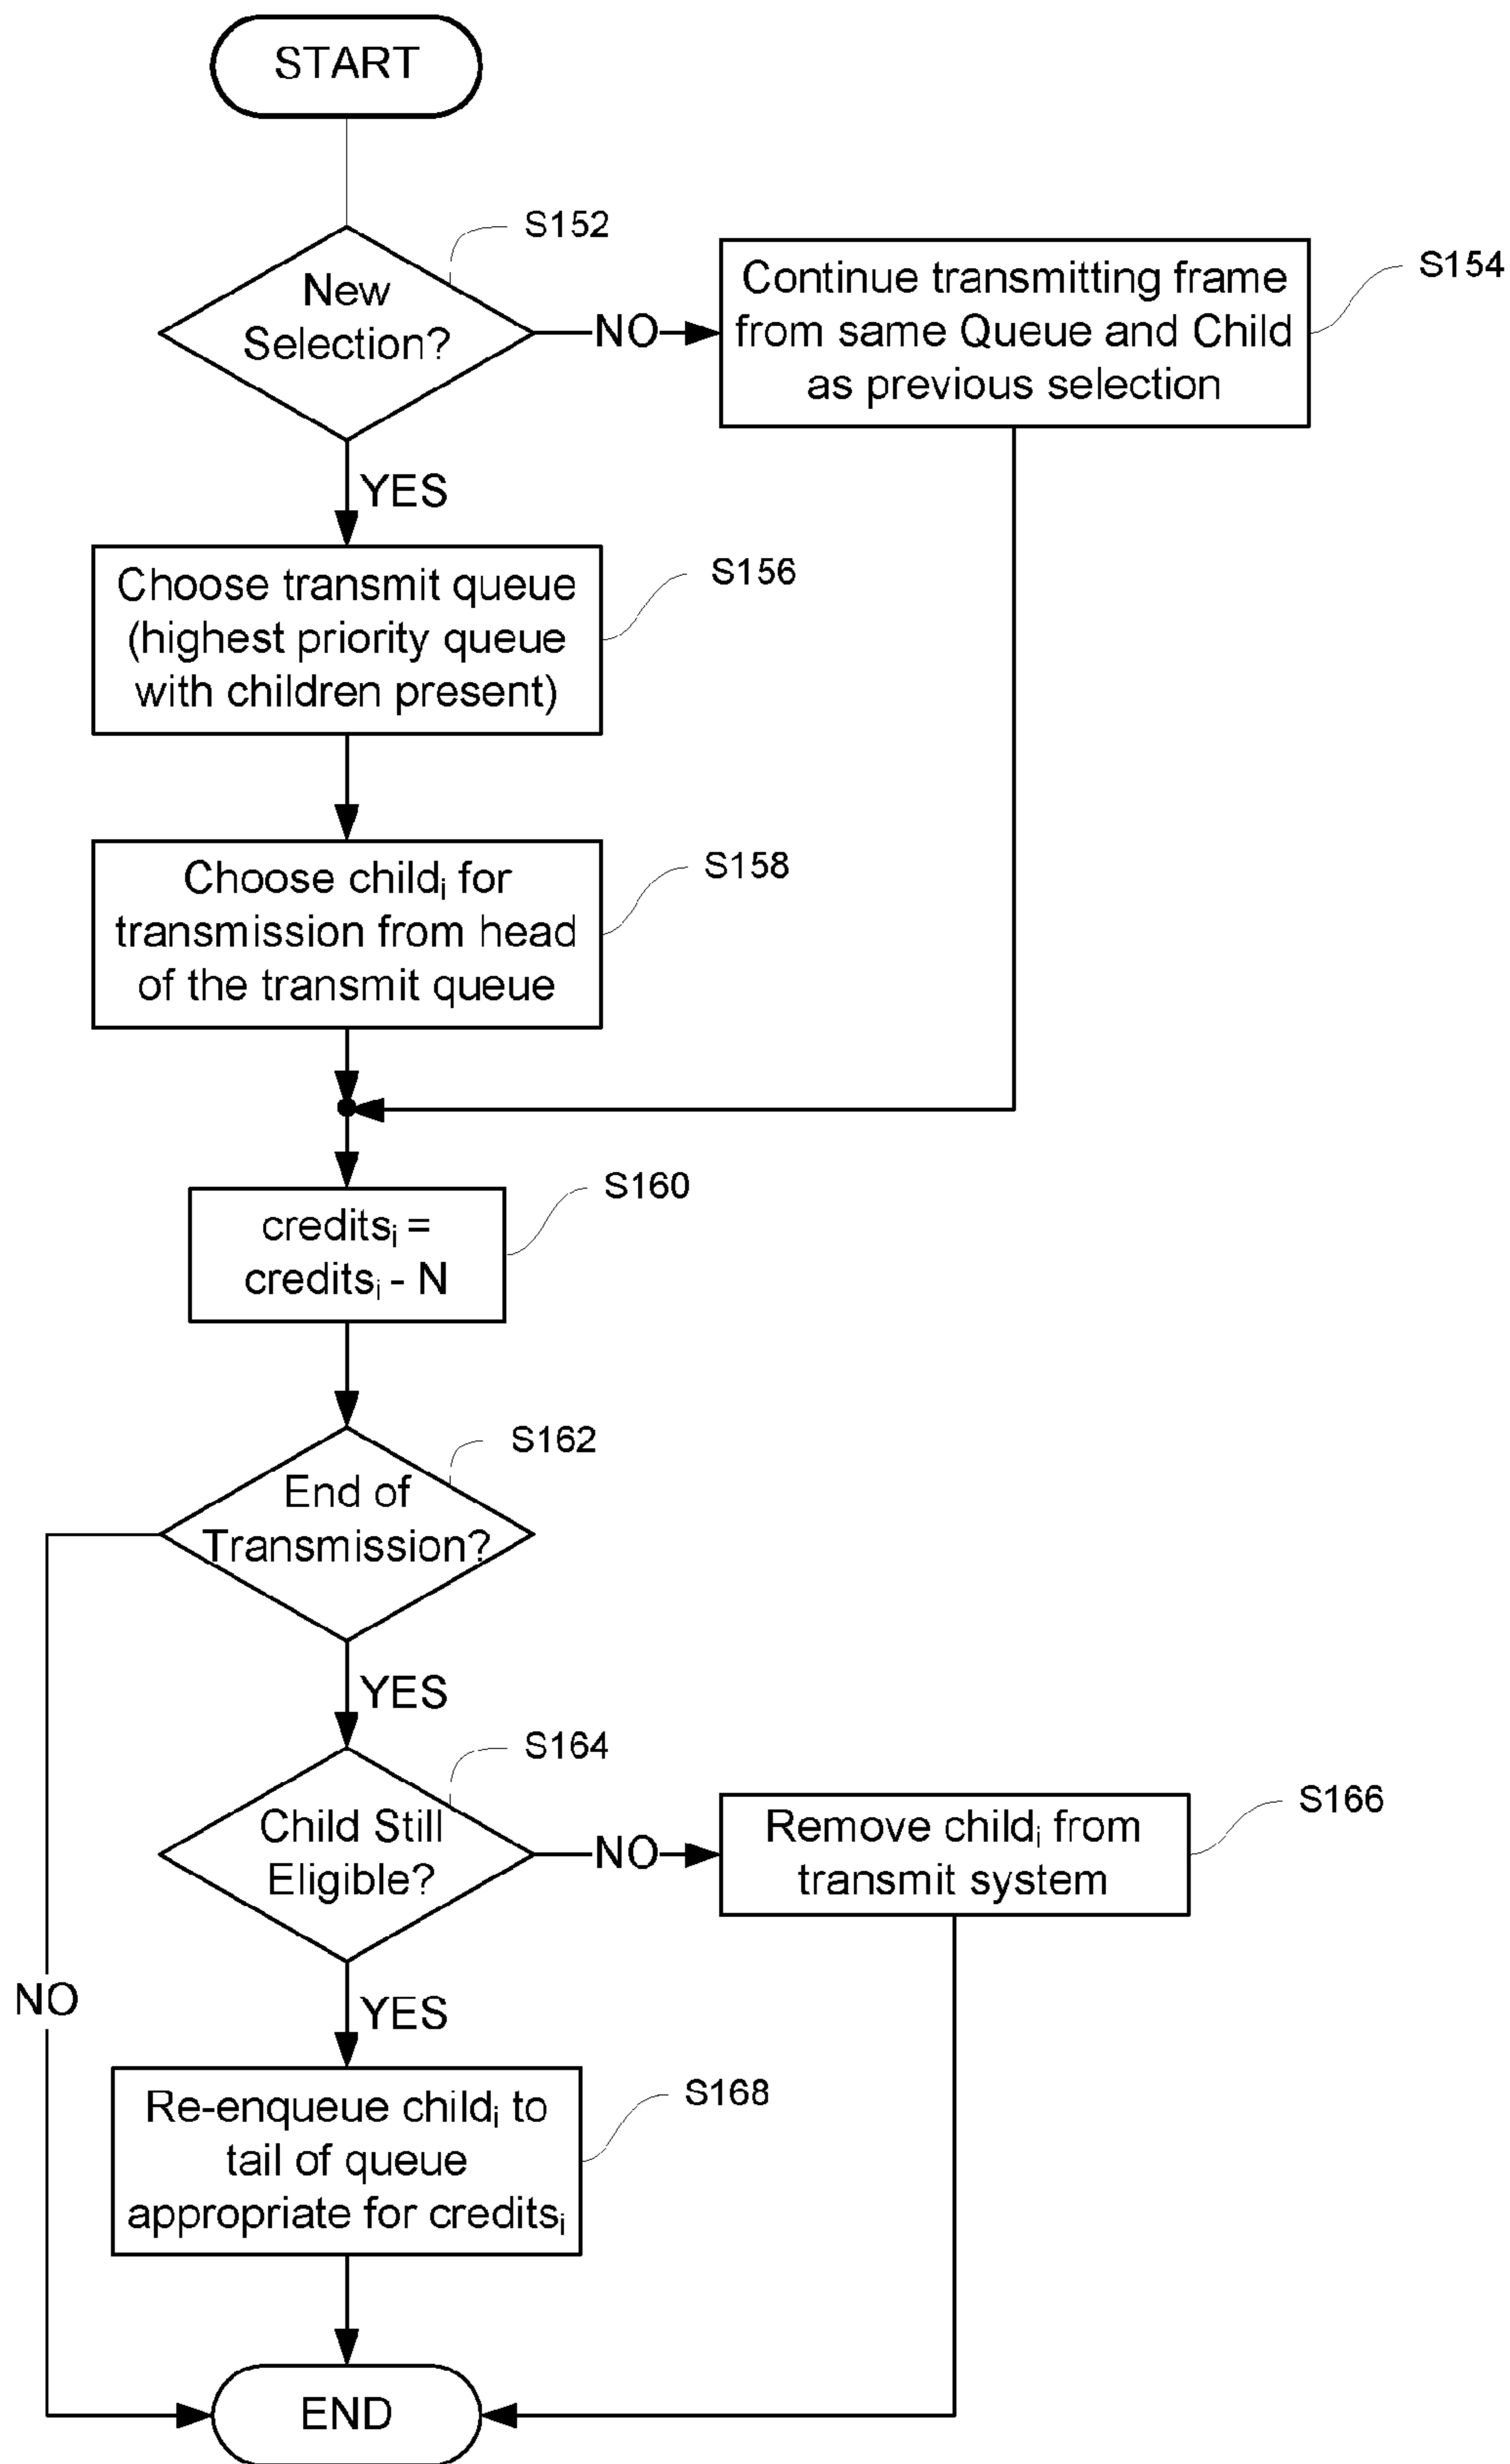 START
S152
New
Selection?
NO
Continue transmitting frame
from same Queue and Child
as previous selection
S154
YES
Choose transmit queue
(highest priority queue
with children present)
S156
Choose childi for
transmission from head
of the transmit queue
S158
creditsi =
creditsi - N
S160
End of
Transmission?
S162
YES
Child Still
Eligible?
S164
NO
Remove childi from
transmit system
S166
NO
YES
Re-enqueue childi to
tail of queue
appropriate for creditsi
S168
END